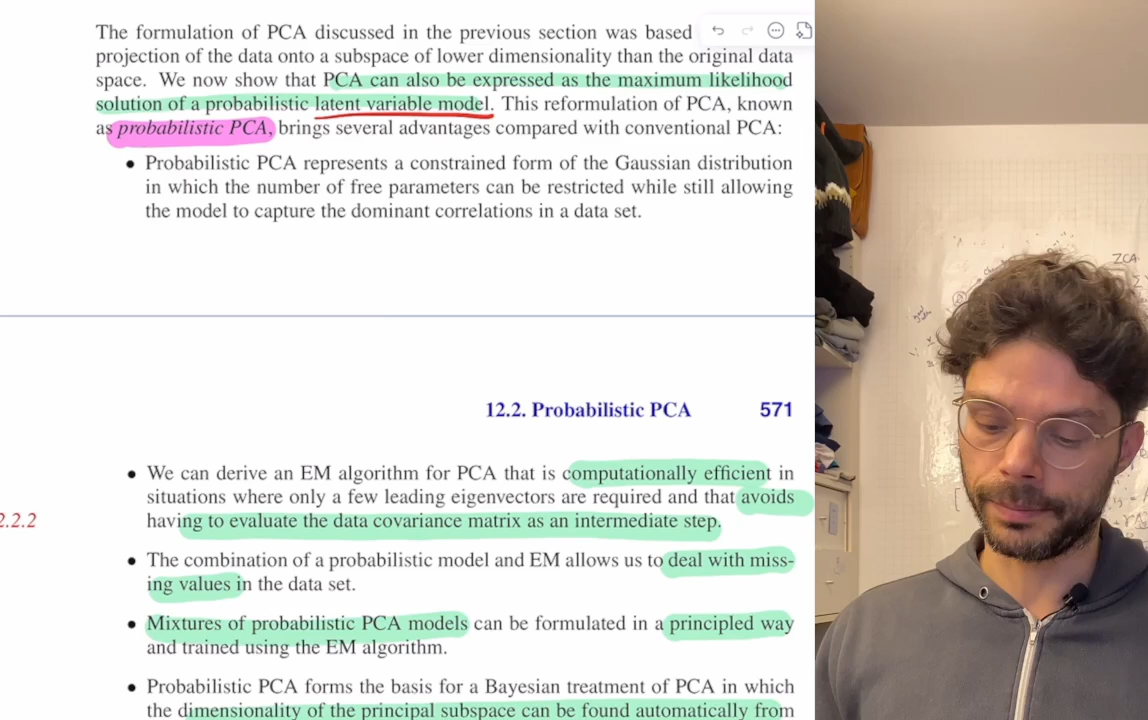 The formulation of PCA discussed in the previous section was based
projection of the data onto a subspace of lower dimensionality than the original data
space. We now show that PCA can also be expressed as the maximum likelihood
solution of a probabilistic latent variable model. This reformulation of PCA, known
as probabilistic PCA, brings several advantages compared with conventional PCA:
• Probabilistic PCA represents a constrained form of the Gaussian distribution
in which the number of free parameters can be restricted while still allowing
the model to capture the dominant correlations in a data set.
12.2. Probabilistic PCA 571
• We can derive an EM algorithm for PCA that is computationally efficient in
situations where only a few leading eigenvectors are required and that avoids
having to evaluate the data covariance matrix as an intermediate step.
2.2.2
• The combination of a probabilistic model and EM allows us to deal with miss-
ing values in the data set.
• Mixtures of probabilistic PCA models can be formulated in a principled way
and trained using the EM algorithm.
• Probabilistic PCA forms the basis for a Bayesian treatment of PCA in which
the dimensionality of the principal subspace can be found automatically from
ZCA